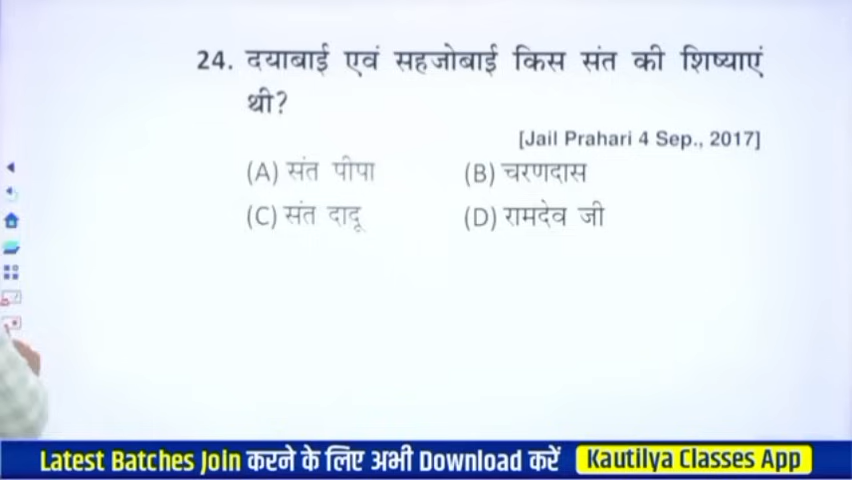 24. दयाबाई एवं सहजोबाई किस संत की शिष्याएं
थी?
[Jail Prahari 4 Sep., 2017]
(A) संत पीपा (B) चरणदास
(C) संत दादू (D) रामदेव जी
Latest Batches Join करने के लिए अभी Download करें Kautilya Classes App